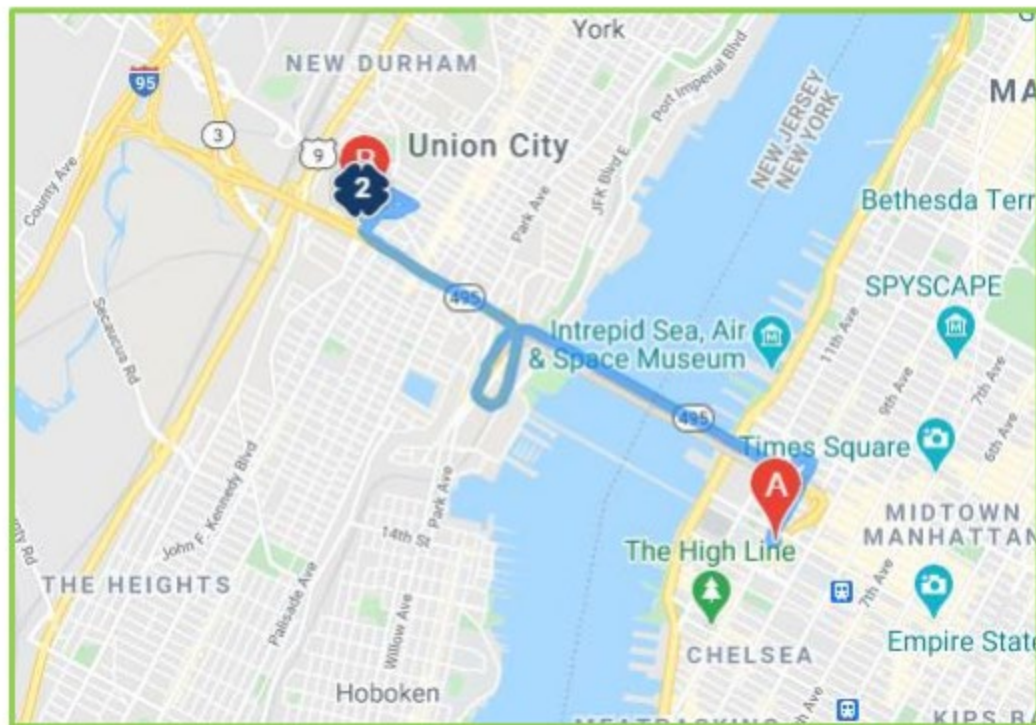 York
NEW DURHAM
95
MA
3
9
B
Union City
2
Port Imperial Blvd
NEW JERSEY
NEW YORK
County Ave
JFK Blvd E
Park Ave
Bethesda Terr
SPYSCAPE
495
Secaucus Rd
Intrepid Sea, Air
& Space Museum
11th Ave
9th Ave
7th Ave
495
6th Ave
Times Square
A
John F. Kennedy Blvd
Park Ave
MIDTOWN
MANHATTAN
14th St
The High Line
THE HEIGHTS
Palisade Ave
7th Ave
Willow Ave
Empire State
CHELSEA
Hoboken
KIPS B